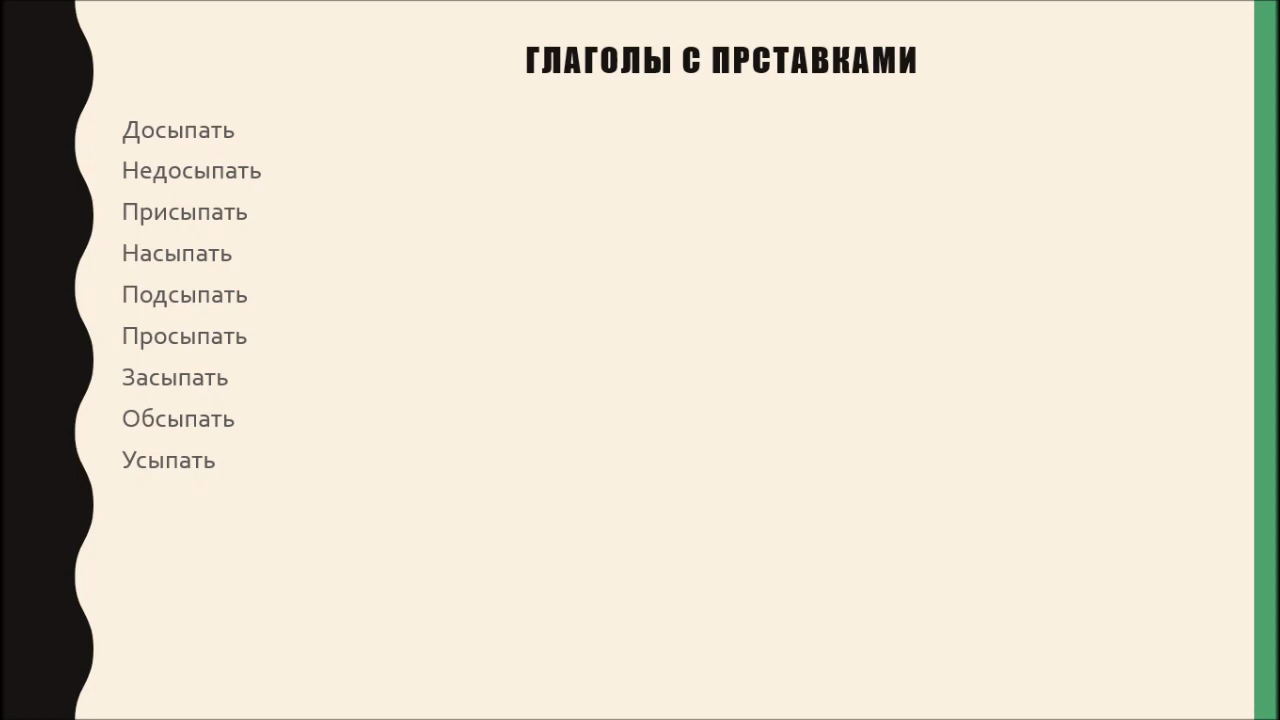 ГЛАГОЛЫ С ПРСТАВКАМИ
Досыпать
Недосыпать
Присыпать
Насыпать
Подсыпать
Просыпать
Засыпать
Обсыпать
Усыпать